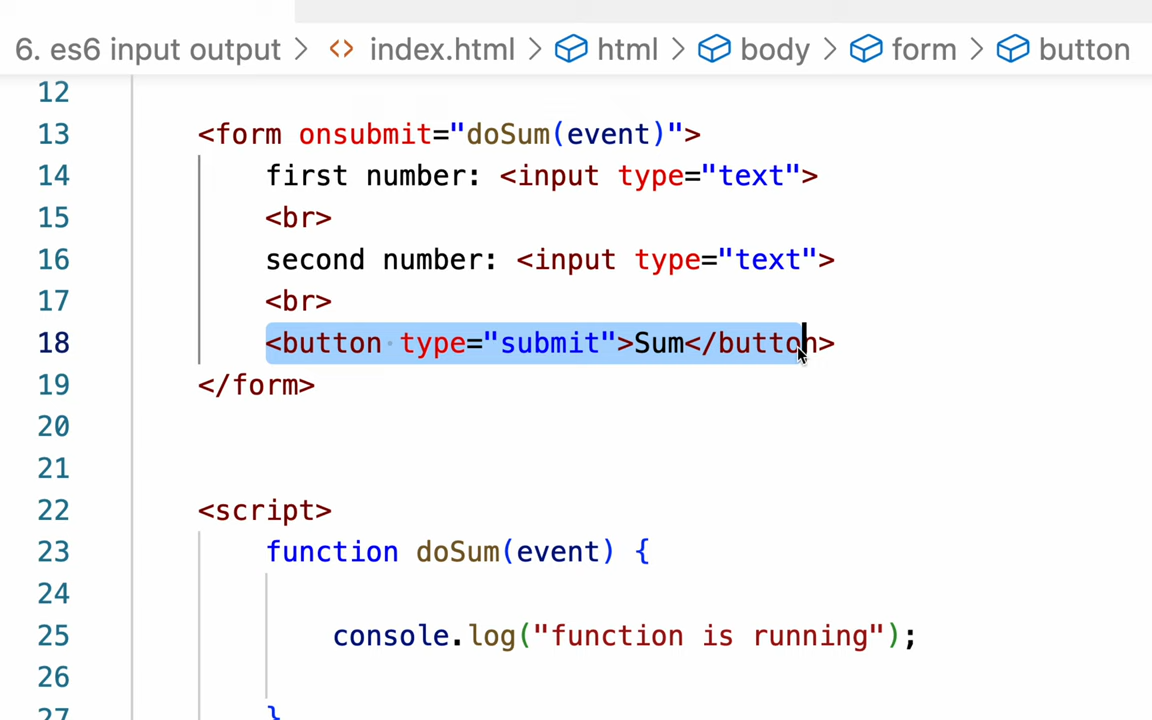 6. es6 input output > <> index.html > html > body > form > button
12
13 <form onsubmit="doSum(event)">
14 first number: <input type="text">
15 <br>
16 second number: <input type="text">
17 <br>
18 <button type="submit">Sum</button>
19 </form>
20
21
22 <script>
23 function doSum(event) {
24
25 console.log("function is running");
26
27 }